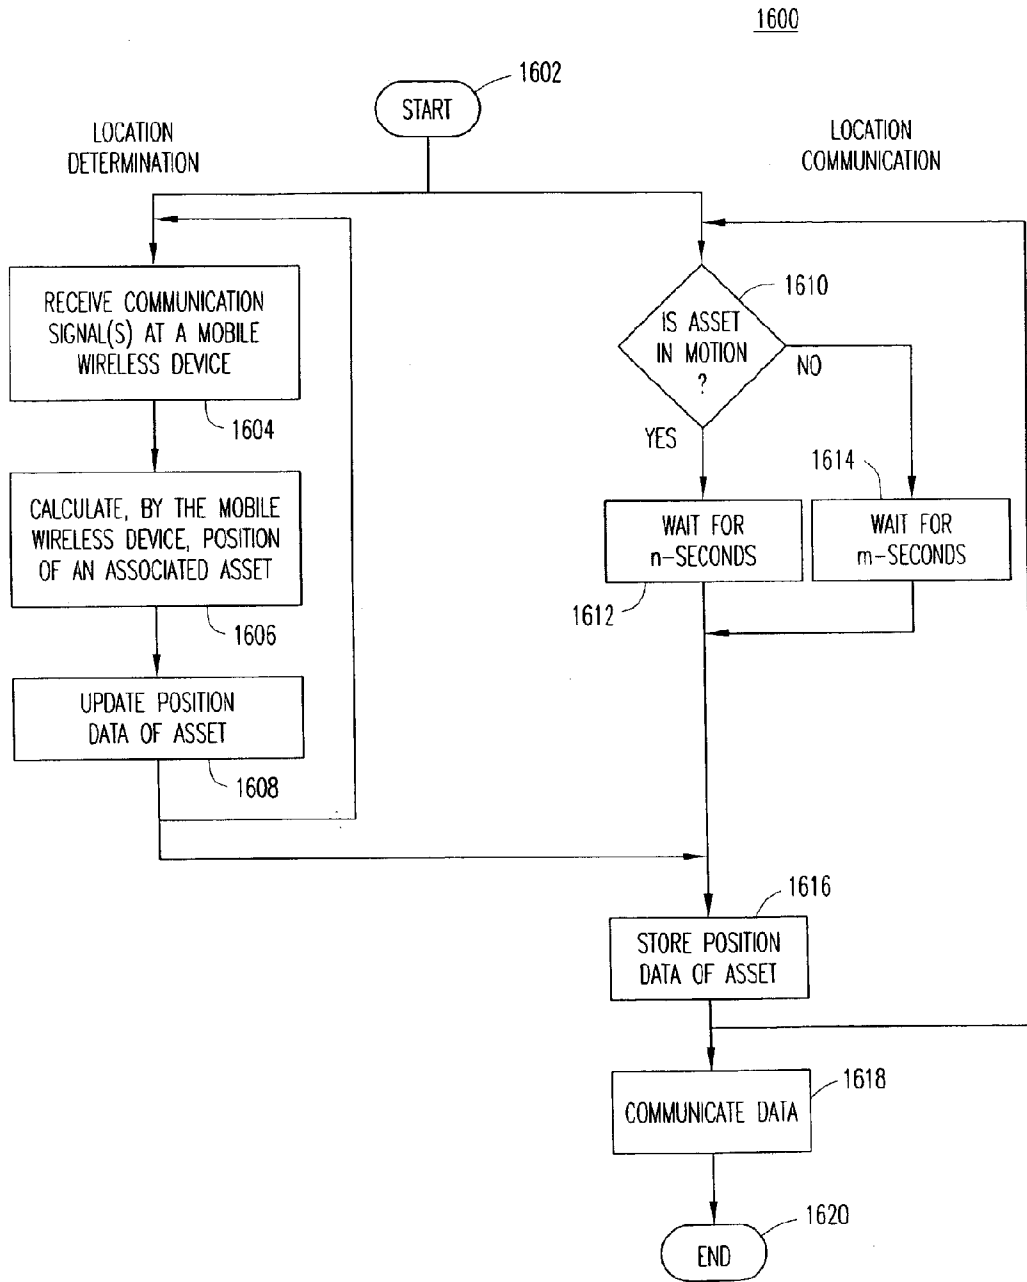 1600
1602
START
LOCATION
DETERMINATION
LOCATION
COMMUNICATION
RECEIVE COMMUNICATION
SIGNAL(S) AT A MOBILE
WIRELESS DEVICE
1604
CALCULATE, BY THE MOBILE
WIRELESS DEVICE, POSITION
OF AN ASSOCIATED ASSET
1606
UPDATE POSITION
DATA OF ASSET
1608
1610
IS ASSET
IN MOTION
?
NO
YES
1614
WAIT FOR
n-SECONDS
WAIT FOR
m-SECONDS
1612
1616
STORE POSITION
DATA OF ASSET
1618
COMMUNICATE DATA
1620
END